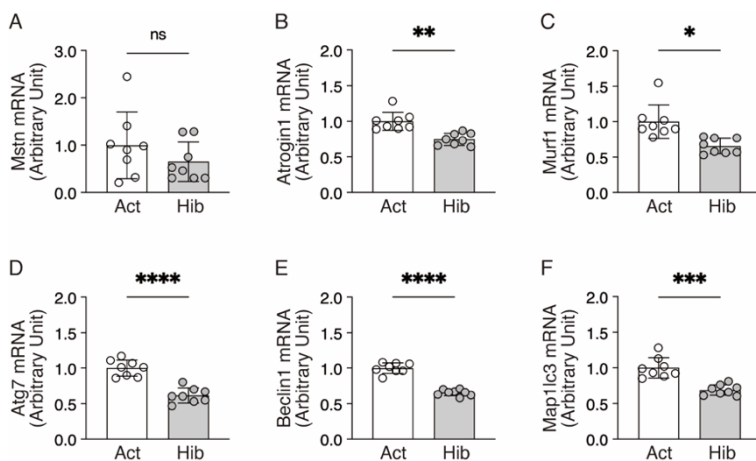 A
ns
Mstn mRNA
(Arbitrary Unit)
3.0
2.0
1.0
0.0
Act Hib
B
**
Atrogin1 mRNA
(Arbitrary Unit)
2.0
1.5
1.0
0.5
0.0
Act Hib
C
*
Murf1 mRNA
(Arbitrary Unit)
2.0
1.5
1.0
0.5
0.0
Act Hib
D
****
Atg7 mRNA
(Arbitrary Unit)
2.0
1.5
1.0
0.5
0.0
Act Hib
E
****
Beclin1 mRNA
(Arbitrary Unit)
2.0
1.5
1.0
0.5
0.0
Act Hib
F
***
Map1lc3 mRNA
(Arbitrary Unit)
2.0
1.5
1.0
0.5
0.0
Act Hib